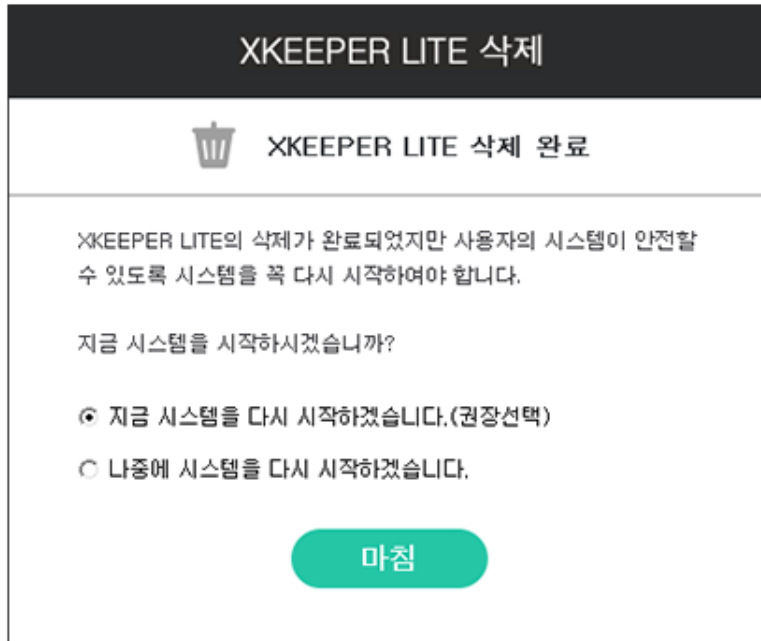 XKEEPER LITE 삭제
XKEEPER LITE 삭제 완료
XKEEPER LITE의 삭제가 완료되었지만 사용자의 시스템이 안전할
수 있도록 시스템을 꼭 다시 시작하여야 합니다.
지금 시스템을 시작하시겠습니까?
지금 시스템을 다시 시작하겠습니다.(권장선택)
나중에 시스템을 다시 시작하겠습니다.
마침